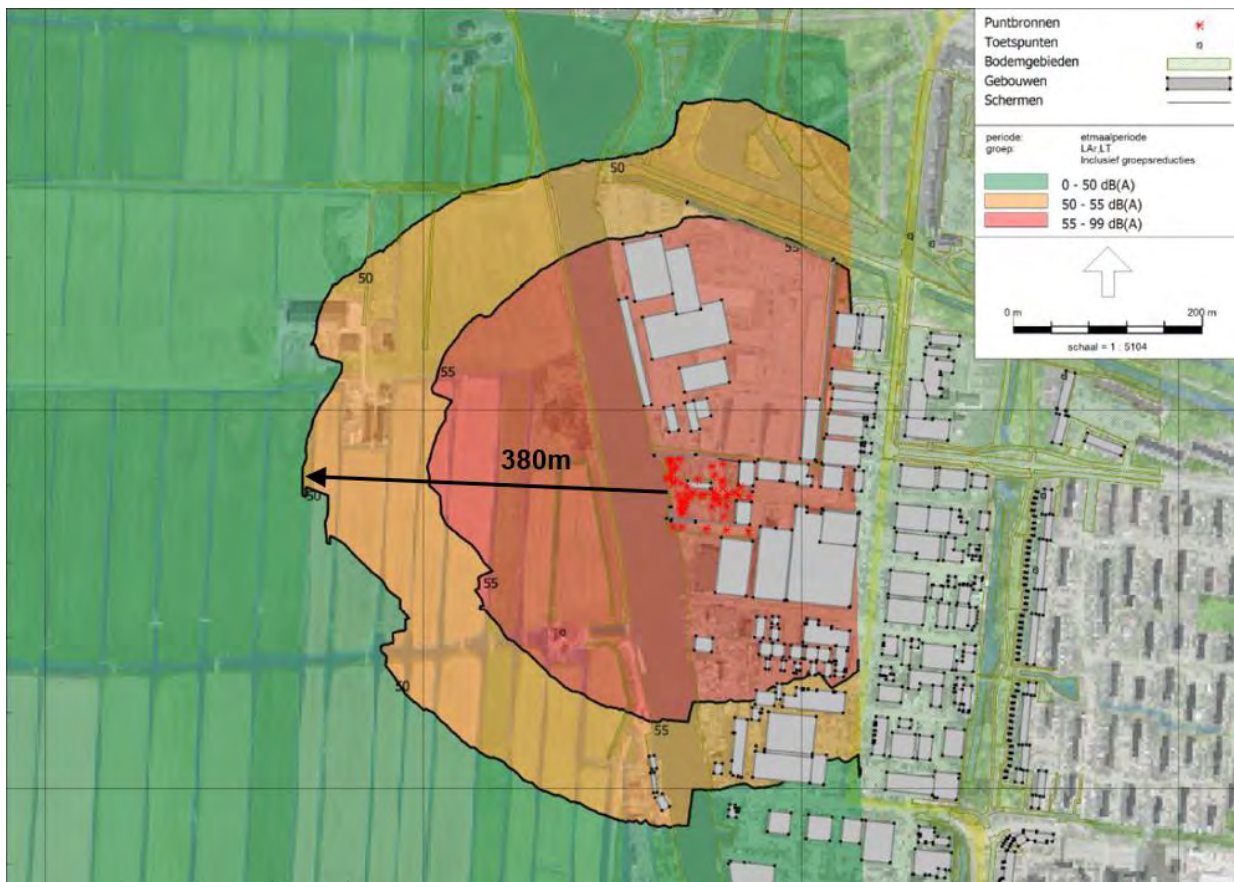 Puntbronnen
Toetspunten
Bodemgebieden
Gebouwen
Schermen
periode: etmaalperiode
groep: LAr,LT
Inclusief groepsreducties
0 - 50 dB(A)
50 - 55 dB(A)
55 - 99 dB(A)
0 m 200 m
schaal = 1 : 5104
50
55
50
55
380m
50
55
50
55